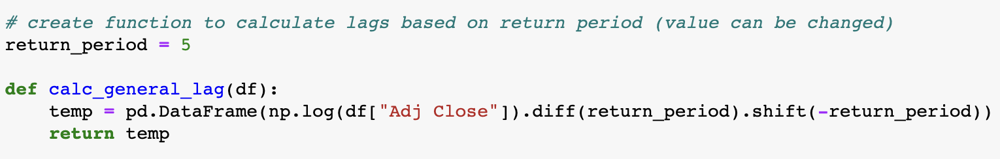 # create function to calculate lags based on return period (value can be changed)
return_period = 5
def calc_general_lag(df):
    temp = pd.DataFrame(np.log(df["Adj Close"]).diff(return_period).shift(-return_period))
    return temp